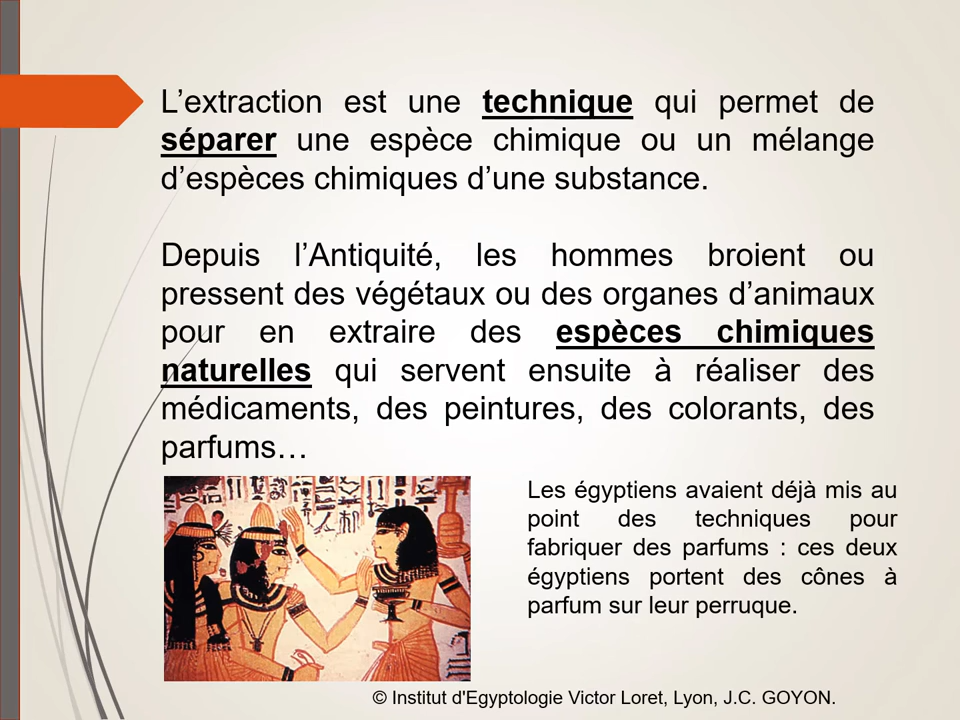 L’extraction est une technique qui permet de
séparer une espèce chimique ou un mélange
d’espèces chimiques d’une substance.
Depuis l’Antiquité, les hommes broient ou
pressent des végétaux ou des organes d’animaux
pour en extraire des espèces chimiques
naturelles qui servent ensuite à réaliser des
médicaments, des peintures, des colorants, des
parfums…
Les égyptiens avaient déjà mis au
point des techniques pour
fabriquer des parfums : ces deux
égyptiens portent des cônes à
parfum sur leur perruque.
© Institut d'Egyptologie Victor Loret, Lyon, J.C. GOYON.